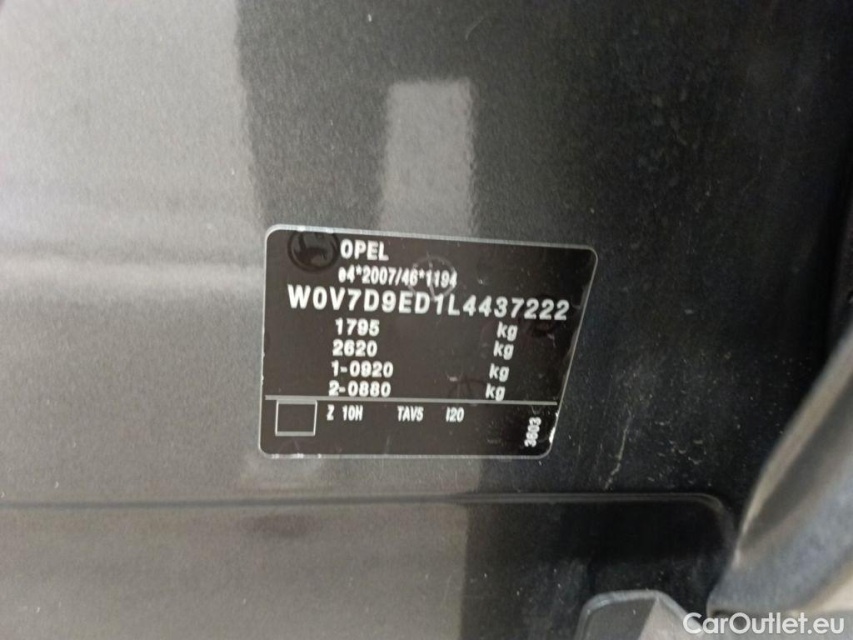 OPEL
e4*2007/46*1194
W0V7D9ED1L4437222
1795 kg
2620 kg
1-0920 kg
2-0880 kg
Z 10H TAV5 I20
3603
CarOutlet.eu